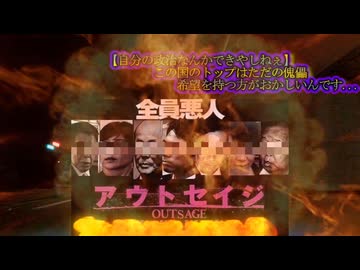 【自分の政治なんかできやしねぇ】
この国のトップはただの傀儡
希望を持つ方がおかしいんです...
全員悪人
アウトセイジ
OUTsAGE